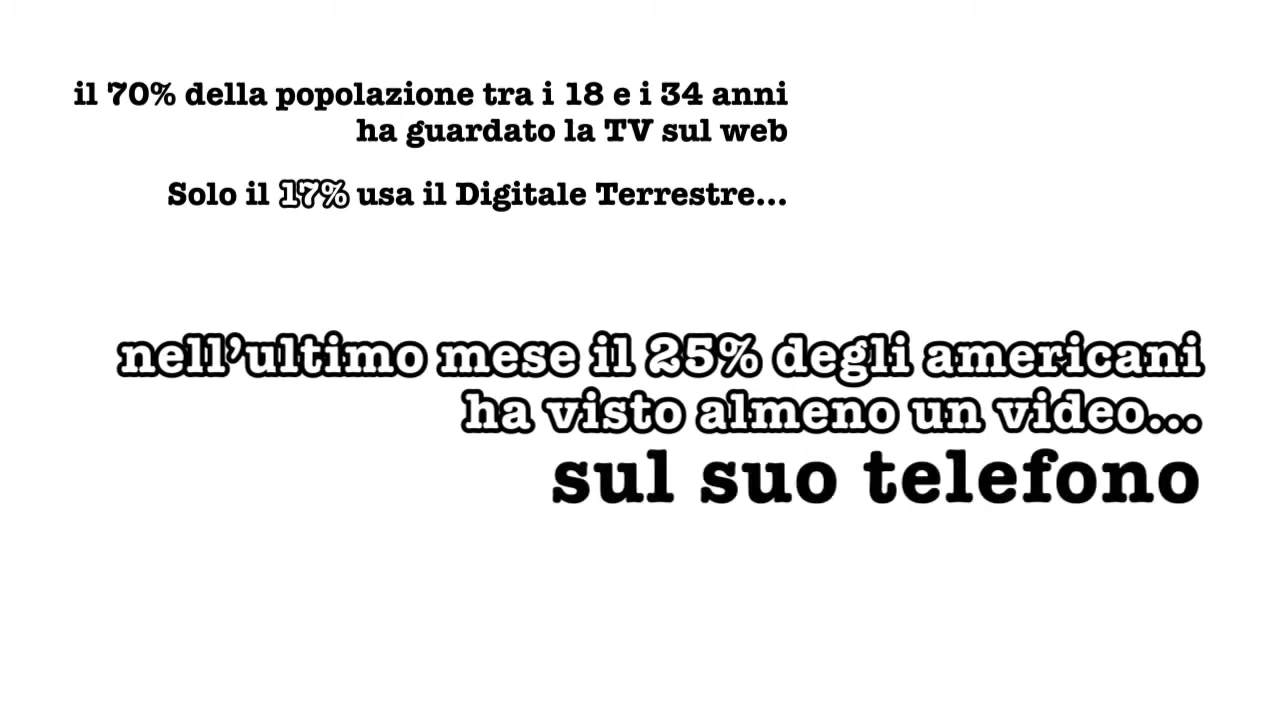 il 70% della popolazione tra i 18 e i 34 anni
ha guardato la TV sul web
Solo il 17% usa il Digitale Terrestre...
nell'ultimo mese il 25% degli americani
ha visto almeno un video...
sul suo telefono